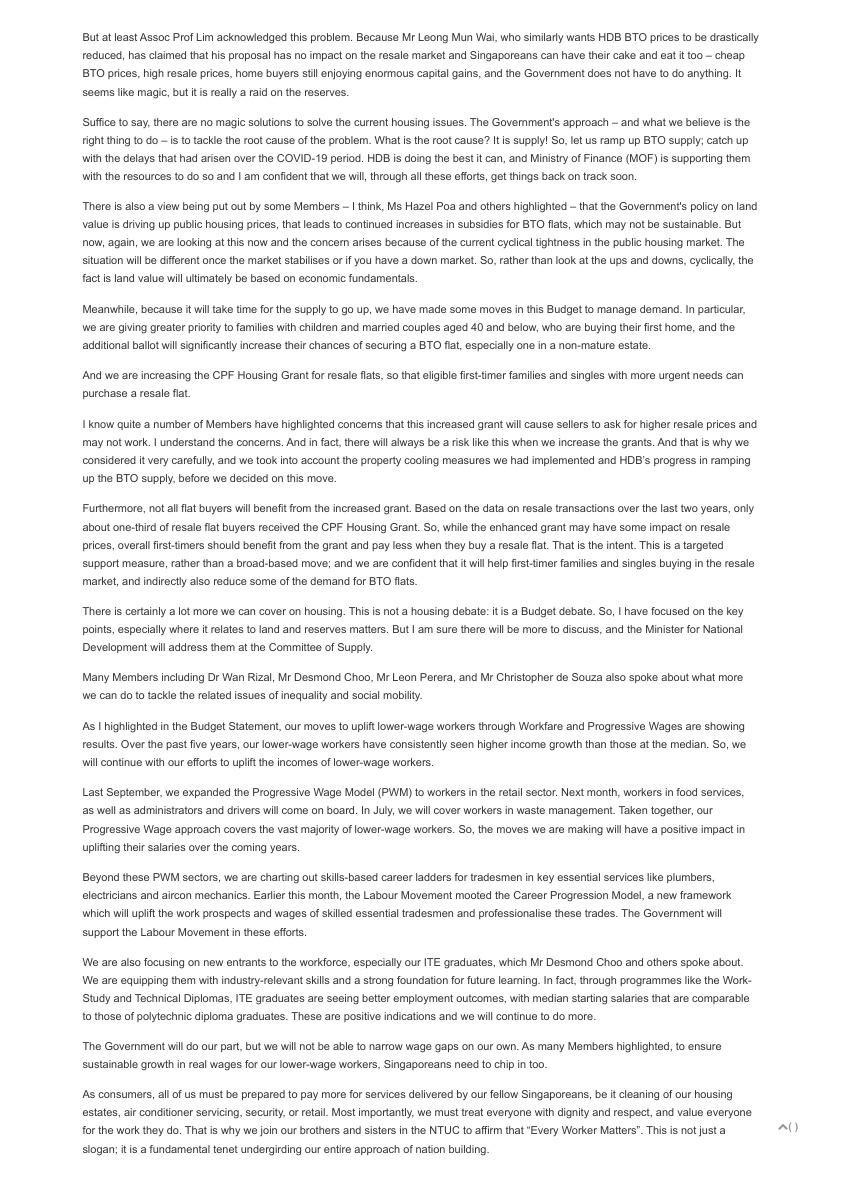 But at least Assoc Prof Lim acknowledged this problem. Because Mr Leong Mun Wai, who similarly wants HDB BTO prices to be drastically
reduced, has claimed that his proposal has no impact on the resale market and Singaporeans can have their cake and eat it too – cheap
BTO prices, high resale prices, home buyers still enjoying enormous capital gains, and the Government does not have to do anything. It
seems like magic, but it is really a raid on the reserves.
Suffice to say, there are no magic solutions to solve the current housing issues. The Government's approach – and what we believe is the
right thing to do – is to tackle the root cause of the problem. What is the root cause? It is supply! So, let us ramp up BTO supply; catch up
with the delays that had arisen over the COVID-19 period. HDB is doing the best it can, and Ministry of Finance (MOF) is supporting them
with the resources to do so and I am confident that we will, through all these efforts, get things back on track soon.
There is also a view being put out by some Members – I think, Ms Hazel Poa and others highlighted – that the Government's policy on land
value is driving up public housing prices, that leads to continued increases in subsidies for BTO flats, which may not be sustainable. But
now, again, we are looking at this now and the concern arises because of the current cyclical tightness in the public housing market. The
situation will be different once the market stabilises or if you have a down market. So, rather than look at the ups and downs, cyclically, the
fact is land value will ultimately be based on economic fundamentals.
Meanwhile, because it will take time for the supply to go up, we have made some moves in this Budget to manage demand. In particular,
we are giving greater priority to families with children and married couples aged 40 and below, who are buying their first home, and the
additional ballot will significantly increase their chances of securing a BTO flat, especially one in a non-mature estate.
And we are increasing the CPF Housing Grant for resale flats, so that eligible first-timer families and singles with more urgent needs can
purchase a resale flat.
I know quite a number of Members have highlighted concerns that this increased grant will cause sellers to ask for higher resale prices and
may not work. I understand the concerns. And in fact, there will always be a risk like this when we increase the grants. And that is why we
considered it very carefully, and we took into account the property cooling measures we had implemented and HDB's progress in ramping
up the BTO supply, before we decided on this move.
Furthermore, not all flat buyers will benefit from the increased grant. Based on the data on resale transactions over the last two years, only
about one-third of resale flat buyers received the CPF Housing Grant. So, while the enhanced grant may have some impact on resale
prices, overall first-timers should benefit from the grant and pay less when they buy a resale flat. That is the intent. This is a targeted
support measure, rather than a broad-based move; and we are confident that it will help first-timer families and singles buying in the resale
market, and indirectly also reduce some of the demand for BTO flats.
There is certainly a lot more we can cover on housing. This is not a housing debate: it is a Budget debate. So, I have focused on the key
points, especially where it relates to land and reserves matters. But I am sure there will be more to discuss, and the Minister for National
Development will address them at the Committee of Supply.
Many Members including Dr Wan Rizal, Mr Desmond Choo, Mr Leon Perera, and Mr Christopher de Souza also spoke about what more
we can do to tackle the related issues of inequality and social mobility.
As I highlighted in the Budget Statement, our moves to uplift lower-wage workers through Workfare and Progressive Wages are showing
results. Over the past five years, our lower-wage workers have consistently seen higher income growth than those at the median. So, we
will continue with our efforts to uplift the incomes of lower-wage workers.
Last September, we expanded the Progressive Wage Model (PWM) to workers in the retail sector. Next month, workers in food services,
as well as administrators and drivers will come on board. In July, we will cover workers in waste management. Taken together, our
Progressive Wage approach covers the vast majority of lower-wage workers. So, the moves we are making will have a positive impact in
uplifting their salaries over the coming years.
Beyond these PWM sectors, we are charting out skills-based career ladders for tradesmen in key essential services like plumbers,
electricians and aircon mechanics. Earlier this month, the Labour Movement mooted the Career Progression Model, a new framework
which will uplift the work prospects and wages of skilled essential tradesmen and professionalise these trades. The Government will
support the Labour Movement in these efforts.
We are also focusing on new entrants to the workforce, especially our ITE graduates, which Mr Desmond Choo and others spoke about.
We are equipping them with industry-relevant skills and a strong foundation for future learning. In fact, through programmes like the Work-
Study and Technical Diplomas, ITE graduates are seeing better employment outcomes, with median starting salaries that are comparable
to those of polytechnic diploma graduates. These are positive indications and we will continue to do more.
The Government will do our part, but we will not be able to narrow wage gaps on our own. As many Members highlighted, to ensure
sustainable growth in real wages for our lower-wage workers, Singaporeans need to chip in too.
As consumers, all of us must be prepared to pay more for services delivered by our fellow Singaporeans, be it cleaning of our housing
estates, air conditioner servicing, security, or retail. Most importantly, we must treat everyone with dignity and respect, and value everyone
for the work they do. That is why we join our brothers and sisters in the NTUC to affirm that “Every Worker Matters”. This is not just a
slogan; it is a fundamental tenet undergirding our entire approach of nation building.
( )